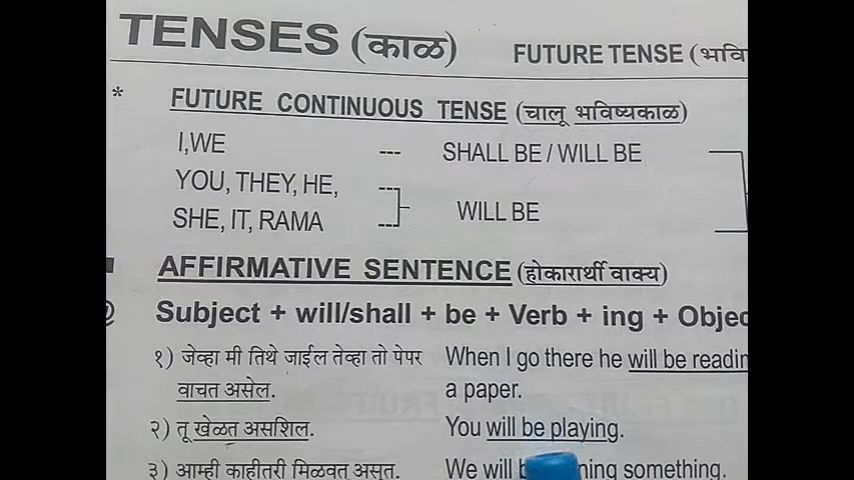 TENSES (काळ) FUTURE TENSE (भवि
* FUTURE CONTINUOUS TENSE (चालू भविष्यकाळ)
I,WE --- SHALL BE / WILL BE
YOU, THEY, HE, ---
SHE, IT, RAMA --- WILL BE
AFFIRMATIVE SENTENCE (होकारार्थी वाक्य)
Subject + will/shall + be + Verb + ing + Objec
१) जेव्हा मी तिथे जाईल तेव्हा तो पेपर When I go there he will be readin
वाचत असेल. a paper.
२) तू खेळत असशिल. You will be playing.
३) आम्ही काहीतरी मिळवत असूत. We will something.